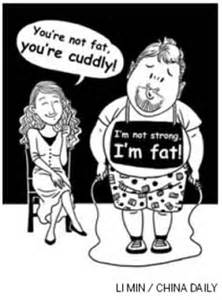 You're not fat,
you're cuddly!
I'm not strong,
I'm fat!
LI MIN / CHINA DAILY